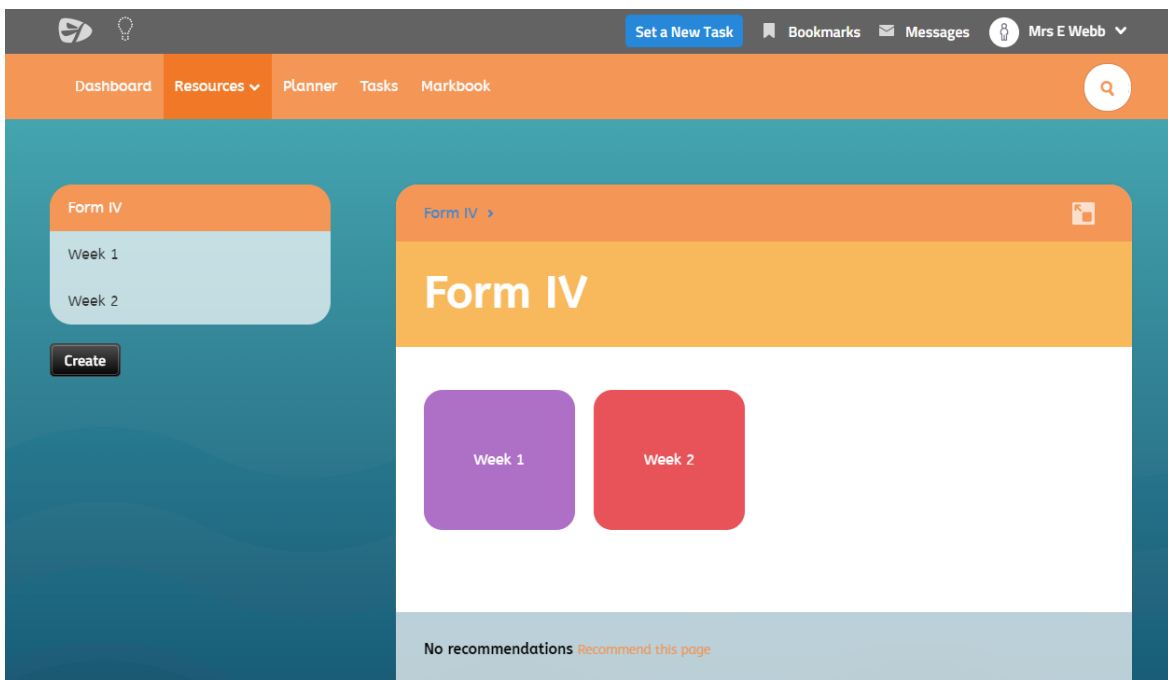 Set a New Task Bookmarks Messages Mrs E Webb
Dashboard Resources Planner Tasks Markbook
Form IV
Week 1
Week 2
Create
Form IV >
Form IV
Week 1 Week 2
No recommendations Recommend this page